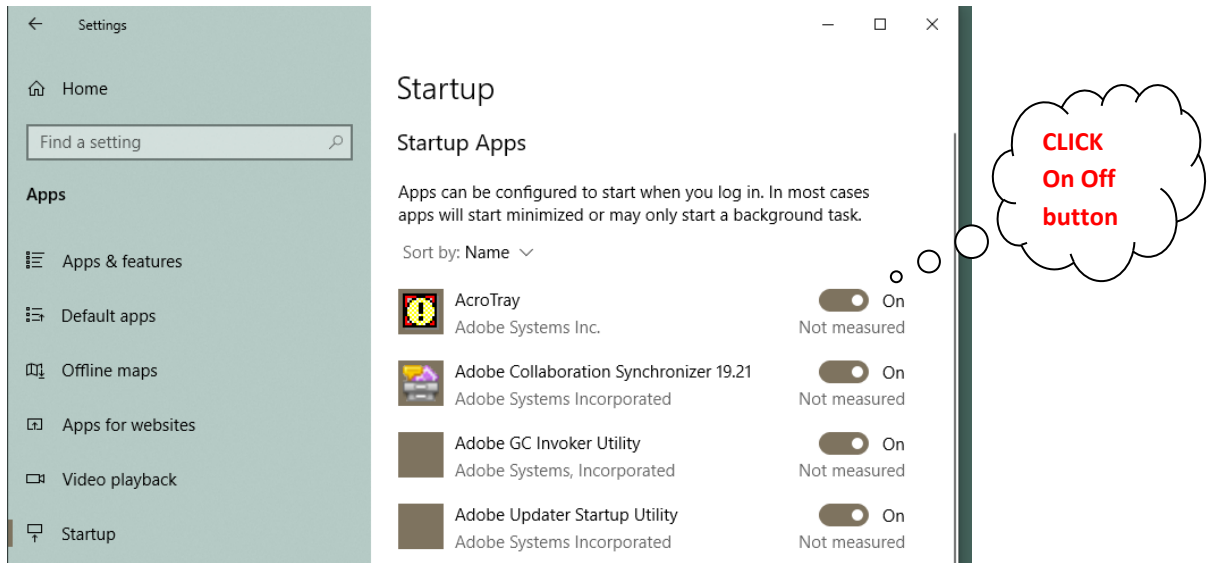 Settings
Home
Find a setting
Apps
Apps & features
Default apps
Offline maps
Apps for websites
Video playback
Startup
Startup
Startup Apps
Apps can be configured to start when you log in. In most cases
apps will start minimized or may only start a background task.
Sort by: Name
AcroTray
On
Adobe Systems Inc.
Not measured
Adobe Collaboration Synchronizer 19.21
On
Adobe Systems Incorporated
Not measured
Adobe GC Invoker Utility
On
Adobe Systems, Incorporated
Not measured
Adobe Updater Startup Utility
On
Adobe Systems Incorporated
Not measured
CLICK
On Off
button